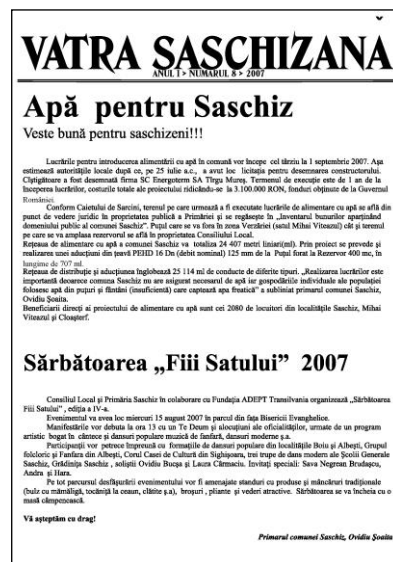 VATRA SASCHIZANA
ANUL I > NUMARUL 8 > 2007
Apă pentru Saschiz
Veste bună pentru saschizeni!!!
Lucrările pentru introducerea alimentării cu apă în comună vor începe cel târziu la 1 septembrie 2007. Aşa
estimează autorităţile locale după ce, pe 25 iulie a.c., a avut loc licitaţia pentru desemnarea constructorului.
Câştigătoare a fost desemnată firma SC Energoterm SA Tîrgu Mureş. Termenul de execuţie este de 1 an de la
începerea lucrărilor, costurile totale ale proiectului ridicându-se la 3.100.000 RON, fonduri obţinute de la Guvernul
României.
Conform Caietului de Sarcini, terenul pe care urmează a fi executate lucrările de alimentare cu apă se află din
punct de vedere juridic în proprietatea publică a Primăriei şi se regăseşte în „Inventarul bunurilor aparţinând
domeniului public al comunei Saschiz”. Puţul care se va fora în zona Verzăriei (satul Mihai Viteazul) cât şi terenul
pe care se va amplasa rezervorul se află în proprietatea Consiliului Local.
Reţeaua de alimentare cu apă a comunei Saschiz va totaliza 24 407 metri liniari(ml). Prin proiect se prevede şi
realizarea unei aducţiuni din ţeavă PEHD 16 Dn (debit nominal) 125 mm de la Puţul forat la Rezervor 400 mc, în
lungime de 707 ml.
Reţeaua de distribuţie şi aducţiunea înglobează 25 114 ml de conducte de diferite tipuri. „Realizarea lucrărilor este
importantă deoarece comuna Saschiz nu are asigurat necesarul de apă iar gospodăriile individuale ale populaţiei
folosesc apă din puţuri şi fântâni (insuficientă) care captează apa freatică” a subliniat primarul comunei Saschiz,
Ovidiu Şoaita.
Beneficiarii direcţi ai proiectului de alimentare cu apă sunt cei 2080 de locuitori din localităţile Saschiz, Mihai
Viteazul şi Cloaşterf.
Sărbătoarea „Fiii Satului” 2007
Consiliul Local şi Primăria Saschiz în colaborare cu Fundaţia ADEPT Transilvania organizează „Sărbătoarea
Fiii Satului” , ediţia a IV-a.
Evenimentul va avea loc miercuri 15 august 2007 în parcul din faţa Bisericii Evanghelice.
Manifestările vor debuta la ora 13 cu un Te Deum şi alocuţiuni ale oficialităţilor, urmate de un program
artistic bogat în cântece şi dansuri populare muzică de fanfară, dansuri moderne ş.a.
Participanţii vor petrece împreună cu formaţiile de dansuri populare din localităţile Boiu şi Albeşti, Grupul
folcloric şi Fanfara din Albeşti, Corul Casei de Cultură din Sighişoara, trei trupe de dans modern ale Şcolii Generale
Saschiz, Grădiniţa Saschiz , soliştii Ovidiu Bucşa şi Laura Cârmaciu. Invitaţi speciali: Sava Negrean Brudaşcu,
Andra şi Hara.
Pe tot parcursul desfăşurării evenimentului vor fi amenajate standuri cu produse şi mâncăruri tradiţionale
(bulz cu mămăligă, tocăniţă la ceaun, clătite ş.a), broşuri , pliante şi vederi atractive. Sărbătoarea se va încheia cu o
masă câmpenească.
Vă aşteptăm cu drag!
Primarul comunei Saschiz, Ovidiu Şoaita